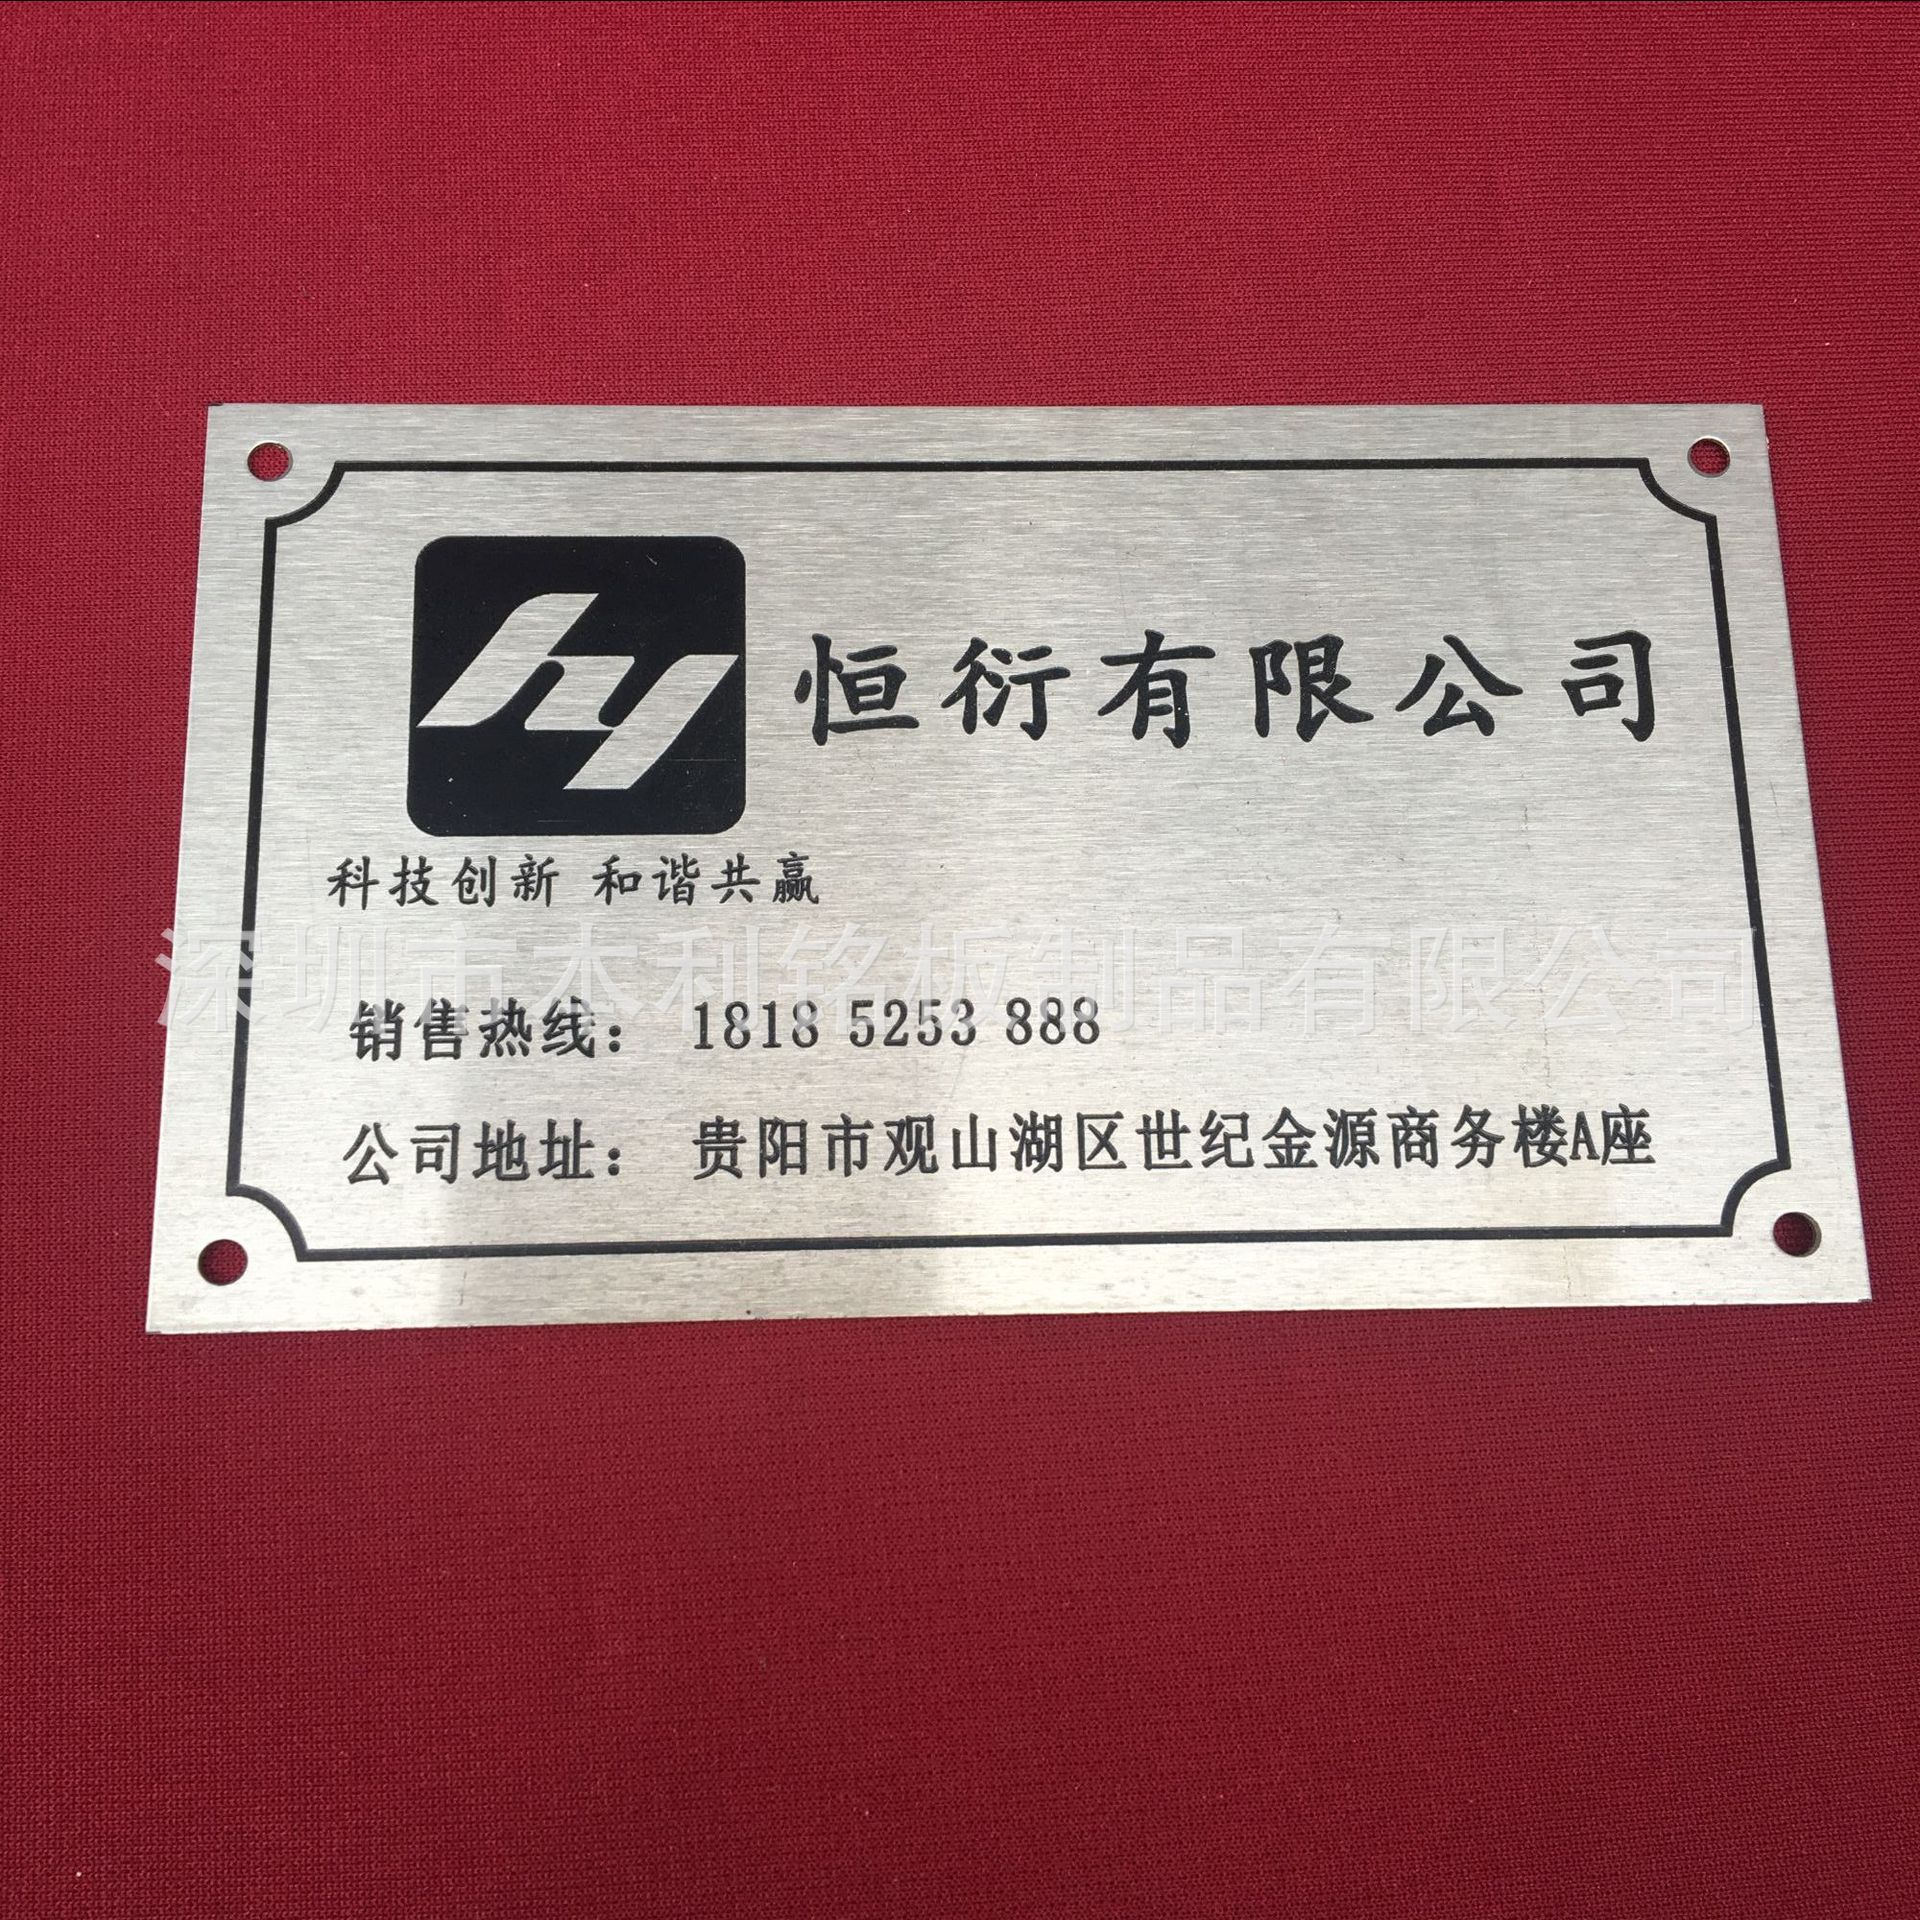 恒衍有限公司
科技创新 和谐共赢
深圳市杰利铭板制品有限公司
销售热线： 1818 5253 888
公司地址： 贵阳市观山湖区世纪金源商务楼A座